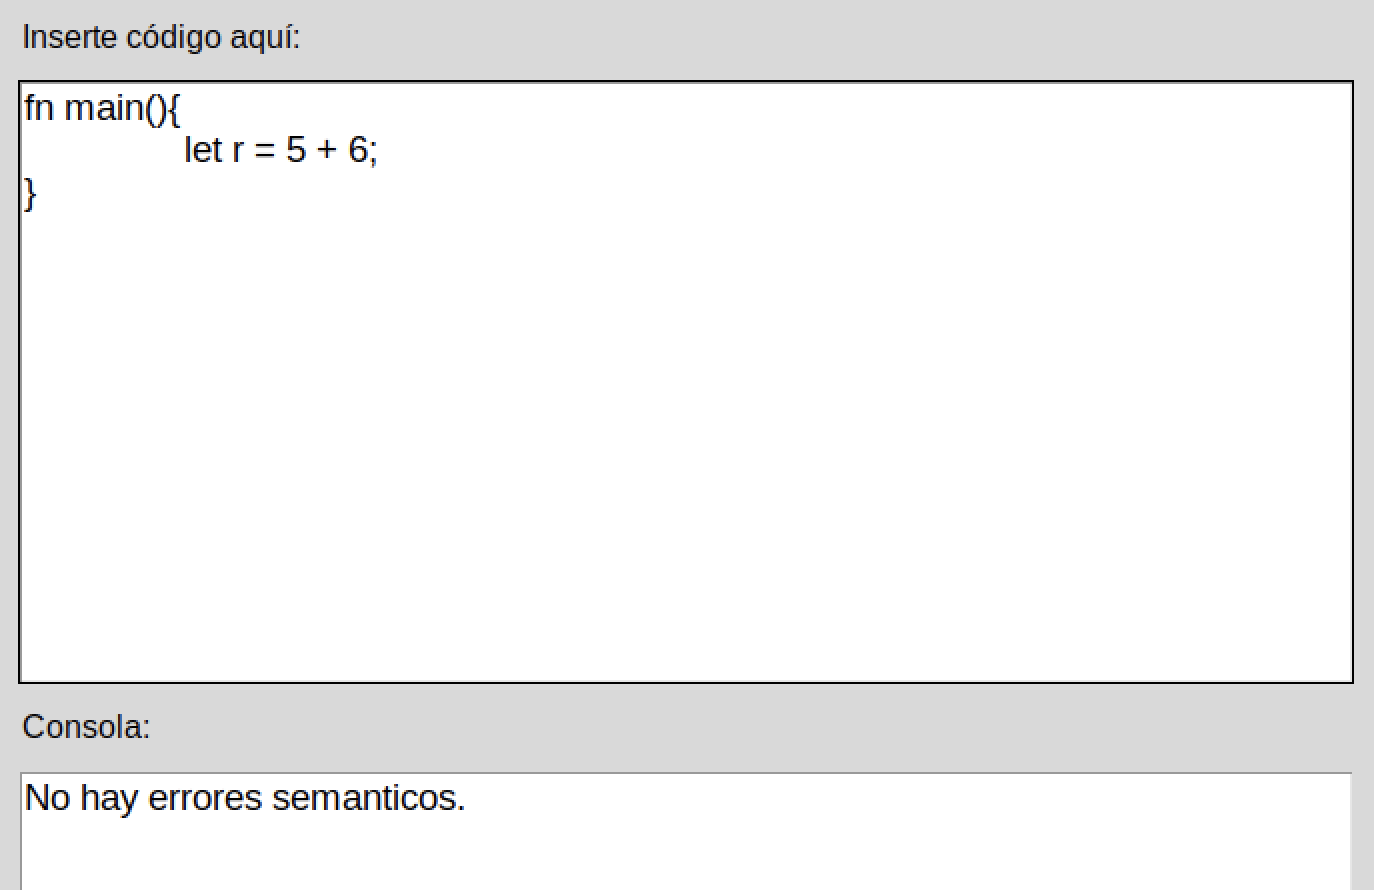 Inserte código aquí:
fn main(){
let r = 5 + 6;
}
Consola:
No hay errores semanticos.